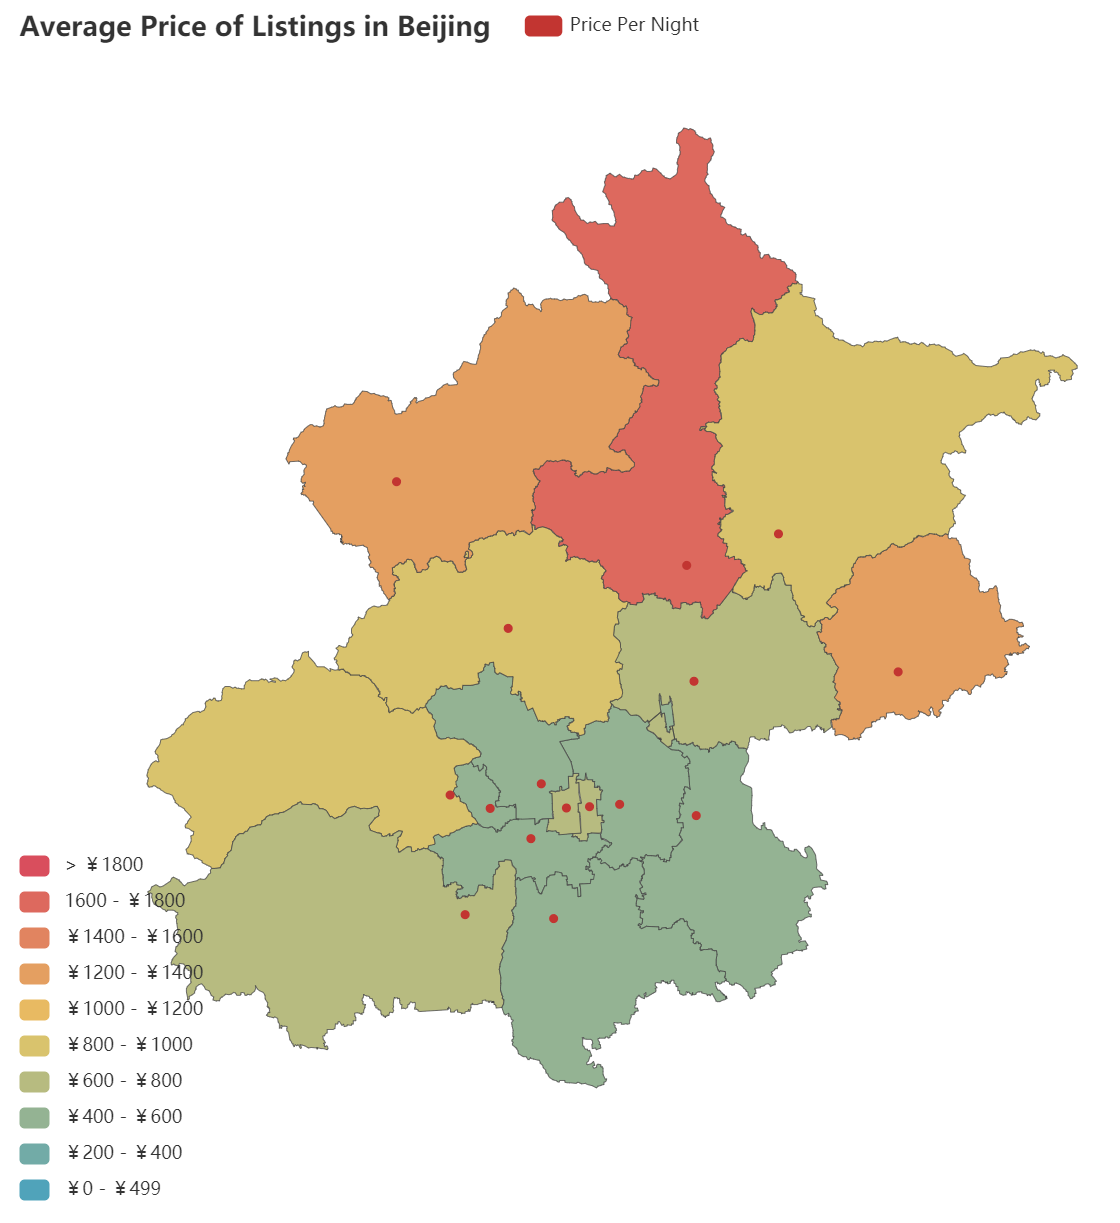 Average Price of Listings in Beijing
Price Per Night
> ¥1800
1600 - ¥1800
¥1400 - ¥1600
¥1200 - ¥1400
¥1000 - ¥1200
¥800 - ¥1000
¥600 - ¥800
¥400 - ¥600
¥200 - ¥400
¥0 - ¥499